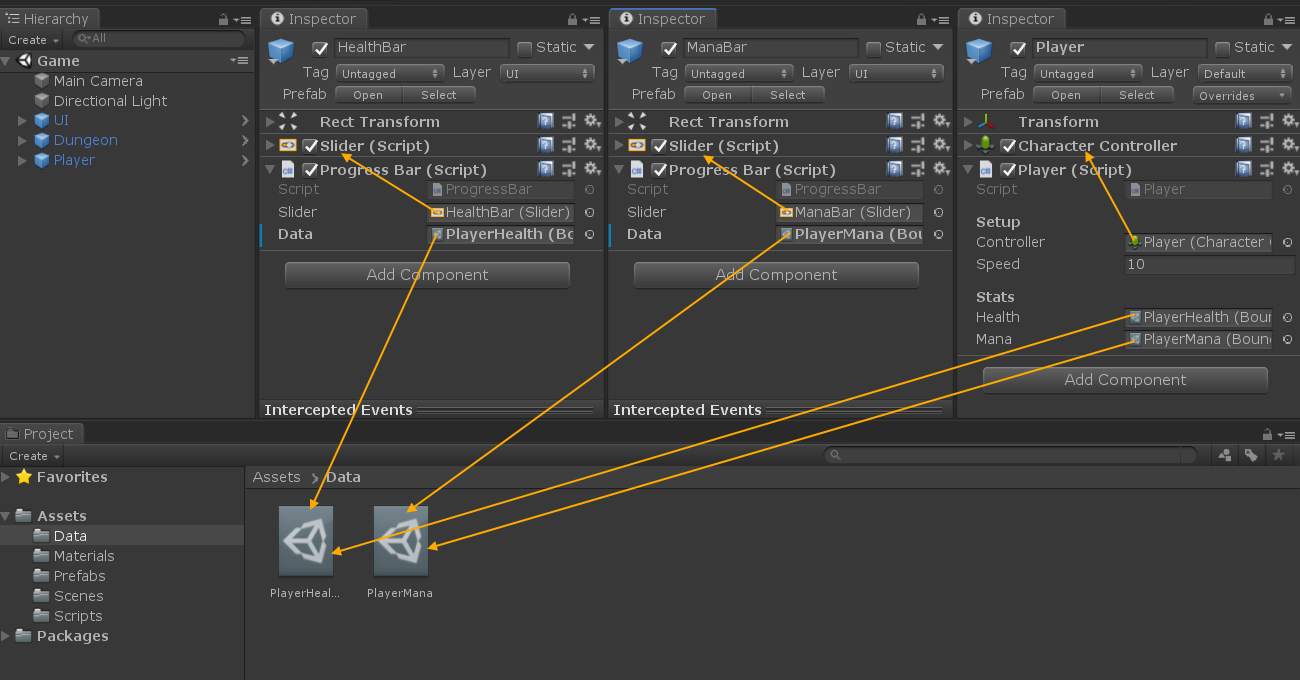 Hierarchy
Create
All
Game
Main Camera
Directional Light
UI
Dungeon
Player
Inspector
HealthBar
Static
Tag
Untagged
Layer
UI
Prefab
Open
Select
Rect Transform
Slider (Script)
Progress Bar (Script)
Script
ProgressBar
Slider
HealthBar (Slider)
Data
PlayerHealth (Bo
Add Component
Intercepted Events
Inspector
ManaBar
Static
Tag
Untagged
Layer
UI
Prefab
Open
Select
Rect Transform
Slider (Script)
Progress Bar (Script)
Script
ProgressBar
Slider
ManaBar (Slider)
Data
PlayerMana (Bou
Add Component
Intercepted Events
Inspector
Player
Static
Tag
Untagged
Layer
Default
Prefab
Open
Select
Overrides
Transform
Character Controller
Player (Script)
Script
Player
Setup
Controller
Player (Character
Speed
10
Stats
Health
PlayerHealth (Boun
Mana
PlayerMana (Bound
Add Component
Project
Create
Favorites
Assets
Data
Materials
Prefabs
Scenes
Scripts
Packages
Assets > Data
PlayerHeal...
PlayerMana